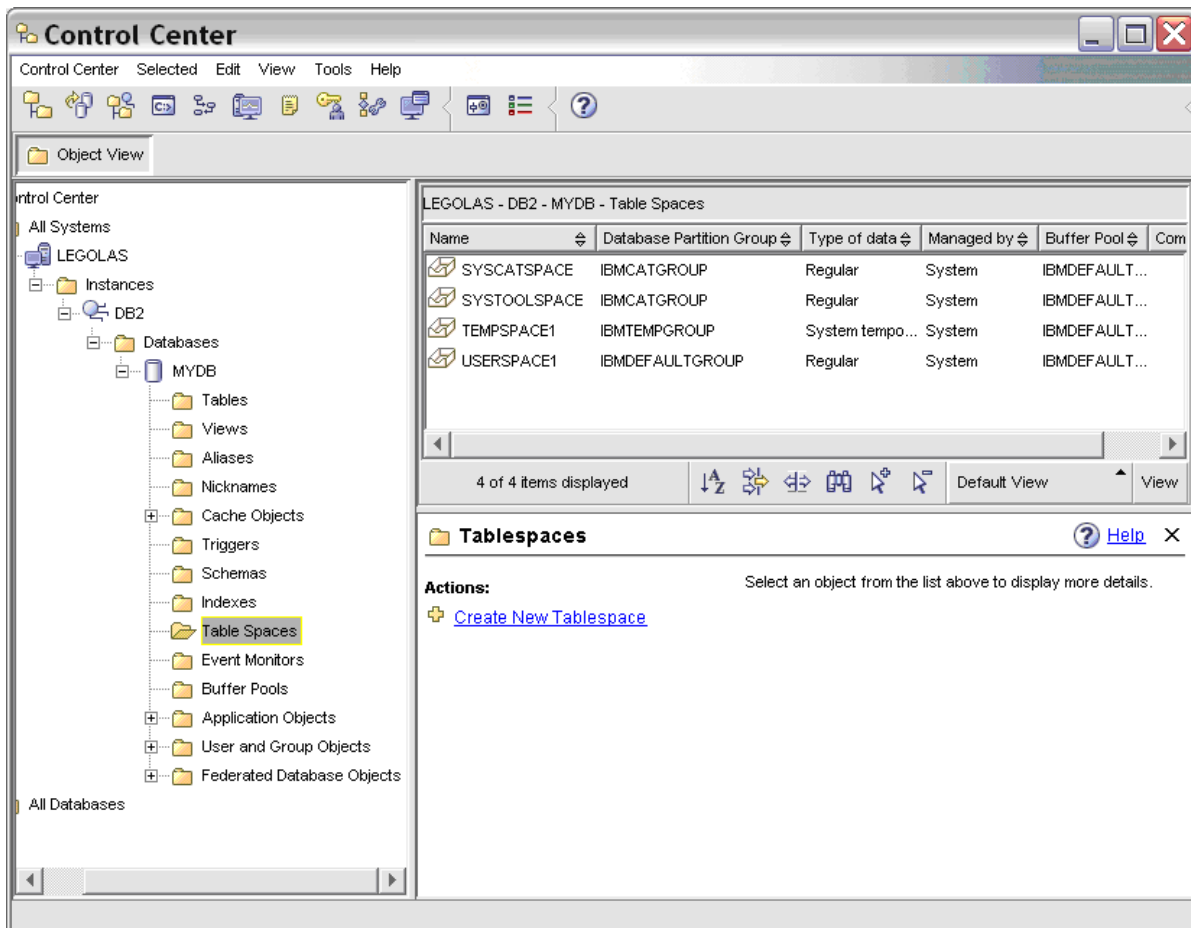 Control Center
Control Center Selected Edit View Tools Help
Object View
ntrol Center
All Systems
LEGOLAS
Instances
DB2
Databases
MYDB
Tables
Views
Aliases
Nicknames
Cache Objects
Triggers
Schemas
Indexes
Table Spaces
Event Monitors
Buffer Pools
Application Objects
User and Group Objects
Federated Database Objects
All Databases
LEGOLAS - DB2 - MYDB - Table Spaces
Name Database Partition Group Type of data Managed by Buffer Pool Com
SYSCATSPACE IBMCATGROUP Regular System IBMDEFAULT...
SYSTOOLSPACE IBMCATGROUP Regular System IBMDEFAULT...
TEMPSPACE1 IBMTEMPGROUP System tempo... System IBMDEFAULT...
USERSPACE1 IBMDEFAULTGROUP Regular System IBMDEFAULT...
4 of 4 items displayed Default View View
Tablespaces Help
Actions: Select an object from the list above to display more details.
Create New Tablespace